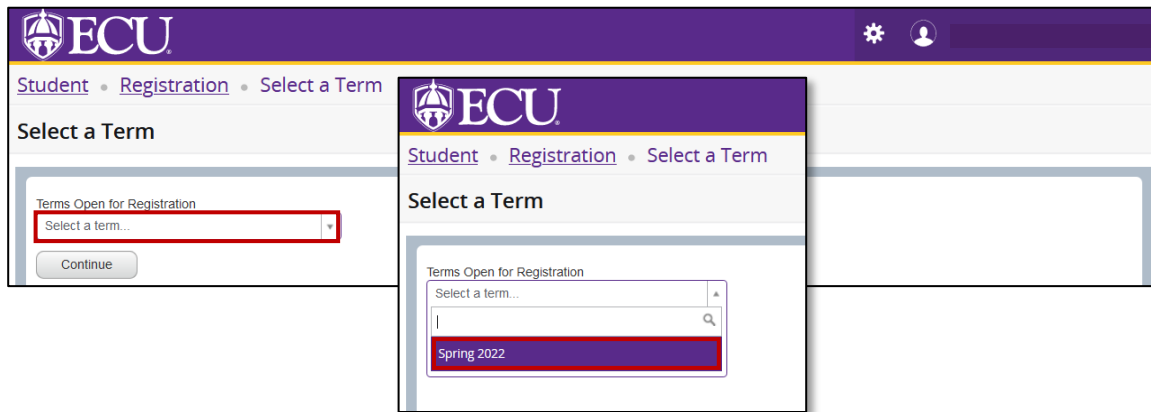 ECU
Student • Registration • Select a Term
Select a Term
Terms Open for Registration
Select a term...
Continue
ECU
Student • Registration • Select a Term
Select a Term
Terms Open for Registration
Select a term...
Spring 2022